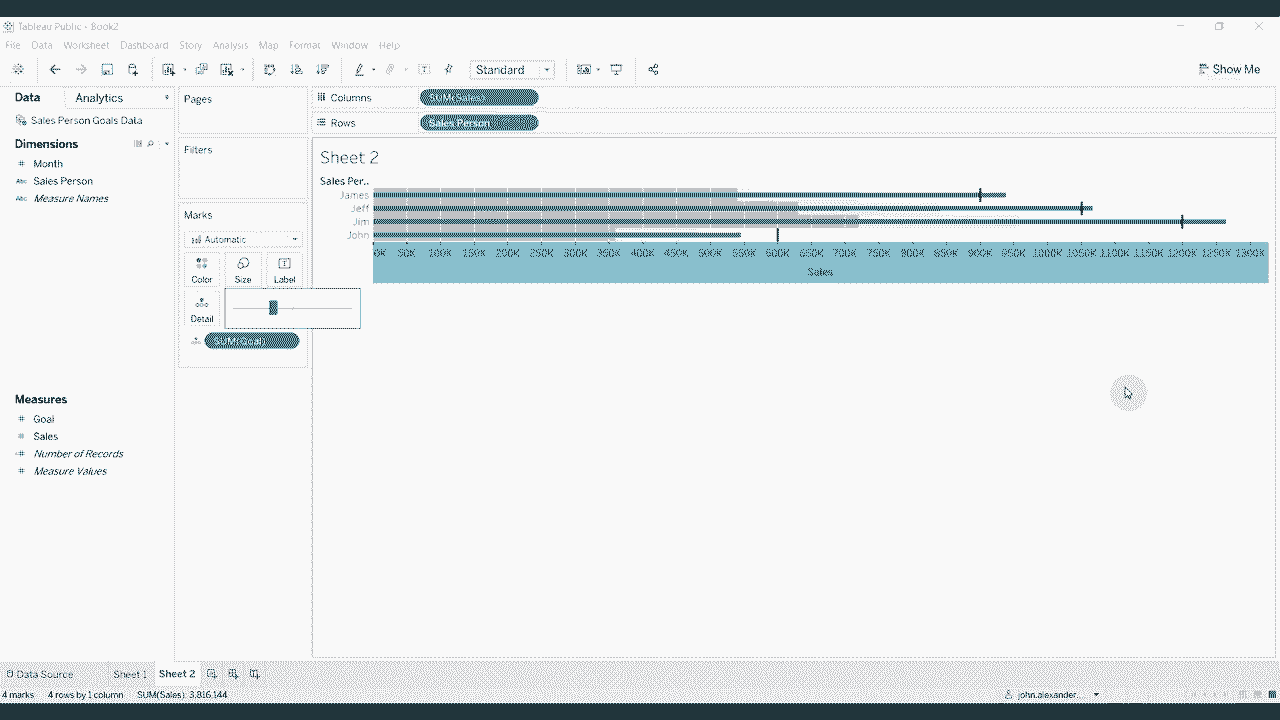 Tableau Public - Book2
File Data Worksheet Dashboard Story Analysis Map Format Window Help
Standard
Show Me
Data Analytics
Sales Person Goals Data
Dimensions
Month
Abc Sales Person
Abc Measure Names
Measures
Goal
Sales
Number of Records
Measure Values
Pages
Filters
Marks
Automatic
Color Size Label
Detail
SUM(Goal)
Columns SUM(Sales)
Rows Sales Person
Sheet 2
Sales Per..
James
Jeff
Jim
John
0K 50K 100K 150K 200K 250K 300K 350K 400K 450K 500K 550K 600K 650K 700K 750K 800K 850K 900K 950K 1000K 1050K 1100K 1150K 1200K 1250K 1300K
Sales
Data Source Sheet 1 Sheet 2
4 marks 4 rows by 1 column SUM(Sales): 3,816,144
john.alexander...